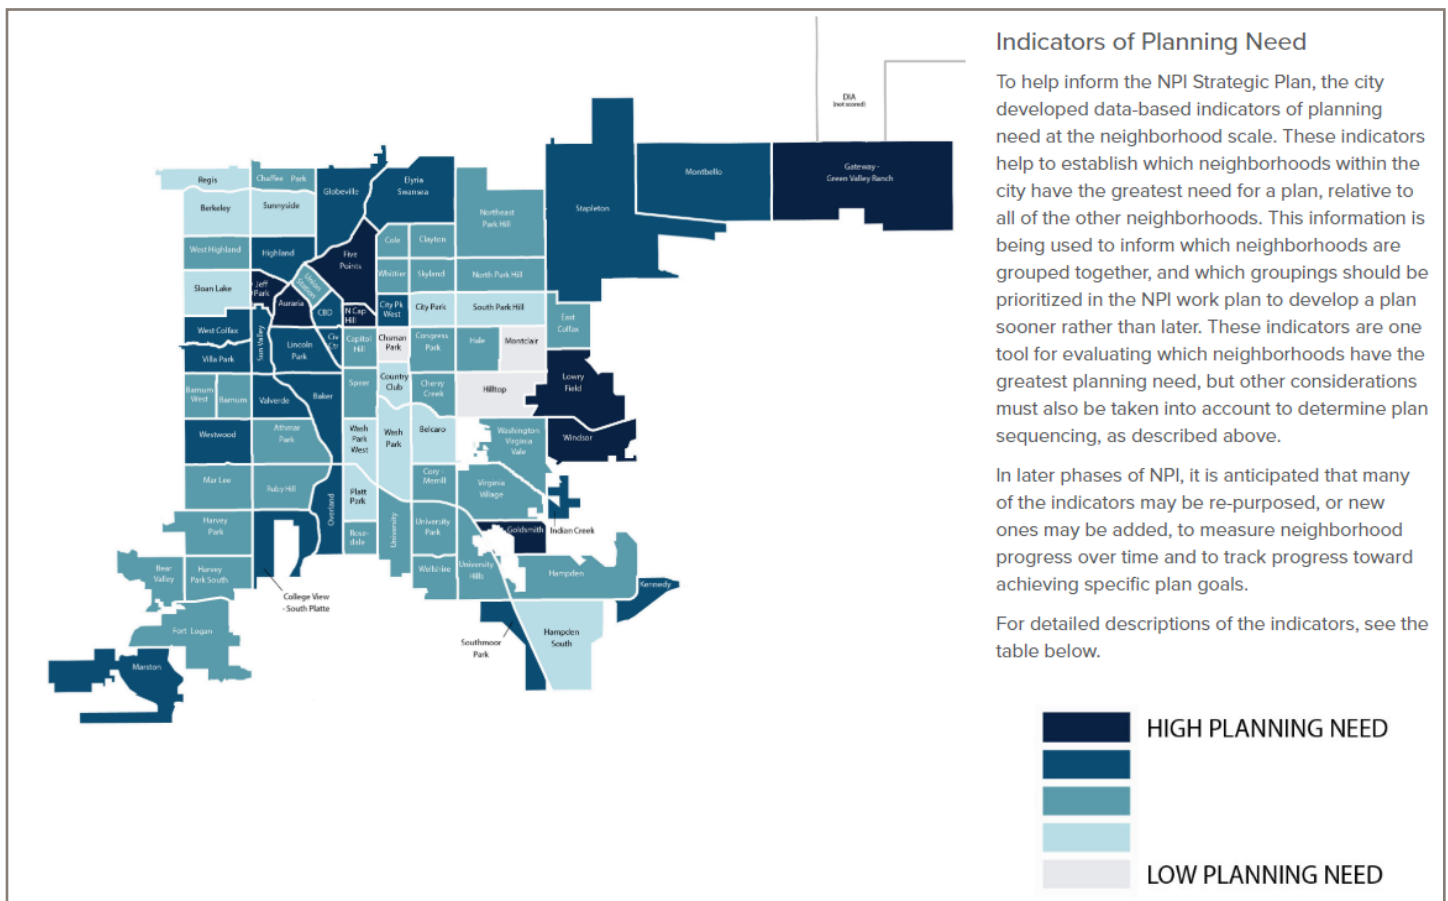 DIA
(not scored)
Gateway -
Green Valley Ranch
Montbello
Stapleton
Elyria
Swansea
Globeville
Chaffee Park
Regis
Berkeley
Sunnyside
Northeast
Park Hill
West Highland
Highland
Five
Points
Cole
Clayton
Whittier
Skyland
North Park Hill
Union
Station
Sloan Lake
Jeff
Park
Auraria
CBD
N Cap
Hill
City Pk
West
City Park
South Park Hill
East
Colfax
West Colfax
Sun Valley
Lincoln
Park
Civ
Ctr
Capitol
Hill
Chsman
Park
Congress
Park
Hale
Montclair
Villa Park
Lowry
Field
Barnum
West
Barnum
Valverde
Baker
Speer
Country
Club
Cherry
Creek
Hilltop
Westwood
Athmar
Park
Wash
Park
West
Wash
Park
Belcaro
Washington
Virginia
Vale
Windsor
Mar Lee
Ruby Hill
Overland
Platt
Park
Cory -
Merrill
Virginia
Village
Indian Creek
Harvey
Park
Rose-
dale
University
University
Park
Goldsmith
Bear
Valley
Harvey
Park South
College View
- South Platte
Wellshire
University
Hills
Hampden
Kennedy
Fort Logan
Southmoor
Park
Hampden
South
Marston
Indicators of Planning Need
To help inform the NPI Strategic Plan, the city
developed data-based indicators of planning
need at the neighborhood scale. These indicators
help to establish which neighborhoods within the
city have the greatest need for a plan, relative to
all of the other neighborhoods. This information is
being used to inform which neighborhoods are
grouped together, and which groupings should be
prioritized in the NPI work plan to develop a plan
sooner rather than later. These indicators are one
tool for evaluating which neighborhoods have the
greatest planning need, but other considerations
must also be taken into account to determine plan
sequencing, as described above.
In later phases of NPI, it is anticipated that many
of the indicators may be re-purposed, or new
ones may be added, to measure neighborhood
progress over time and to track progress toward
achieving specific plan goals.
For detailed descriptions of the indicators, see the
table below.
HIGH PLANNING NEED
LOW PLANNING NEED